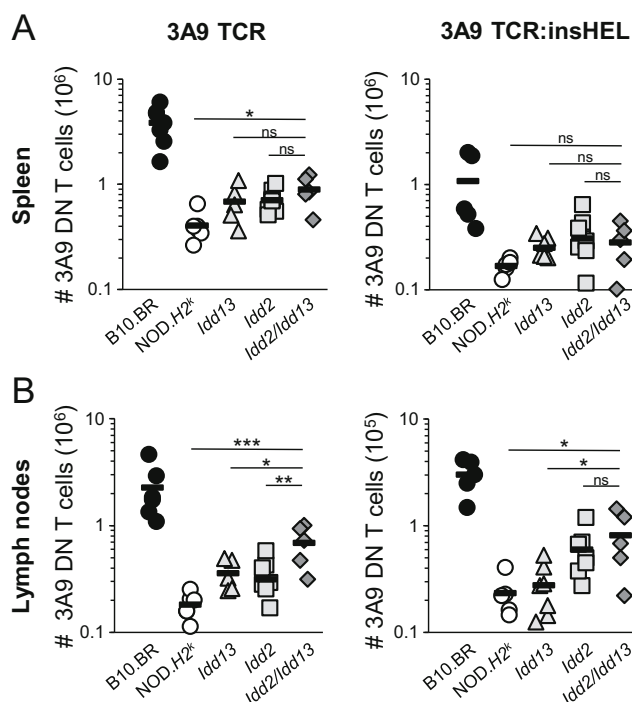 A
3A9 TCR
3A9 TCR:insHEL
Spleen
# 3A9 DN T cells (10⁶)
10
1
0.1
*
ns
ns
B10.BR
NOD.H2ᵏ
Idd13
Idd2
Idd2/Idd13
# 3A9 DN T cells (10⁶)
10
1
0.1
ns
ns
ns
B10.BR
NOD.H2ᵏ
Idd13
Idd2
Idd2/Idd13
B
Lymph nodes
# 3A9 DN T cells (10⁶)
10
1
0.1
***
*
**
B10.BR
NOD.H2ᵏ
Idd13
Idd2
Idd2/Idd13
# 3A9 DN T cells (10⁵)
10
1
0.1
*
*
ns
B10.BR
NOD.H2ᵏ
Idd13
Idd2
Idd2/Idd13